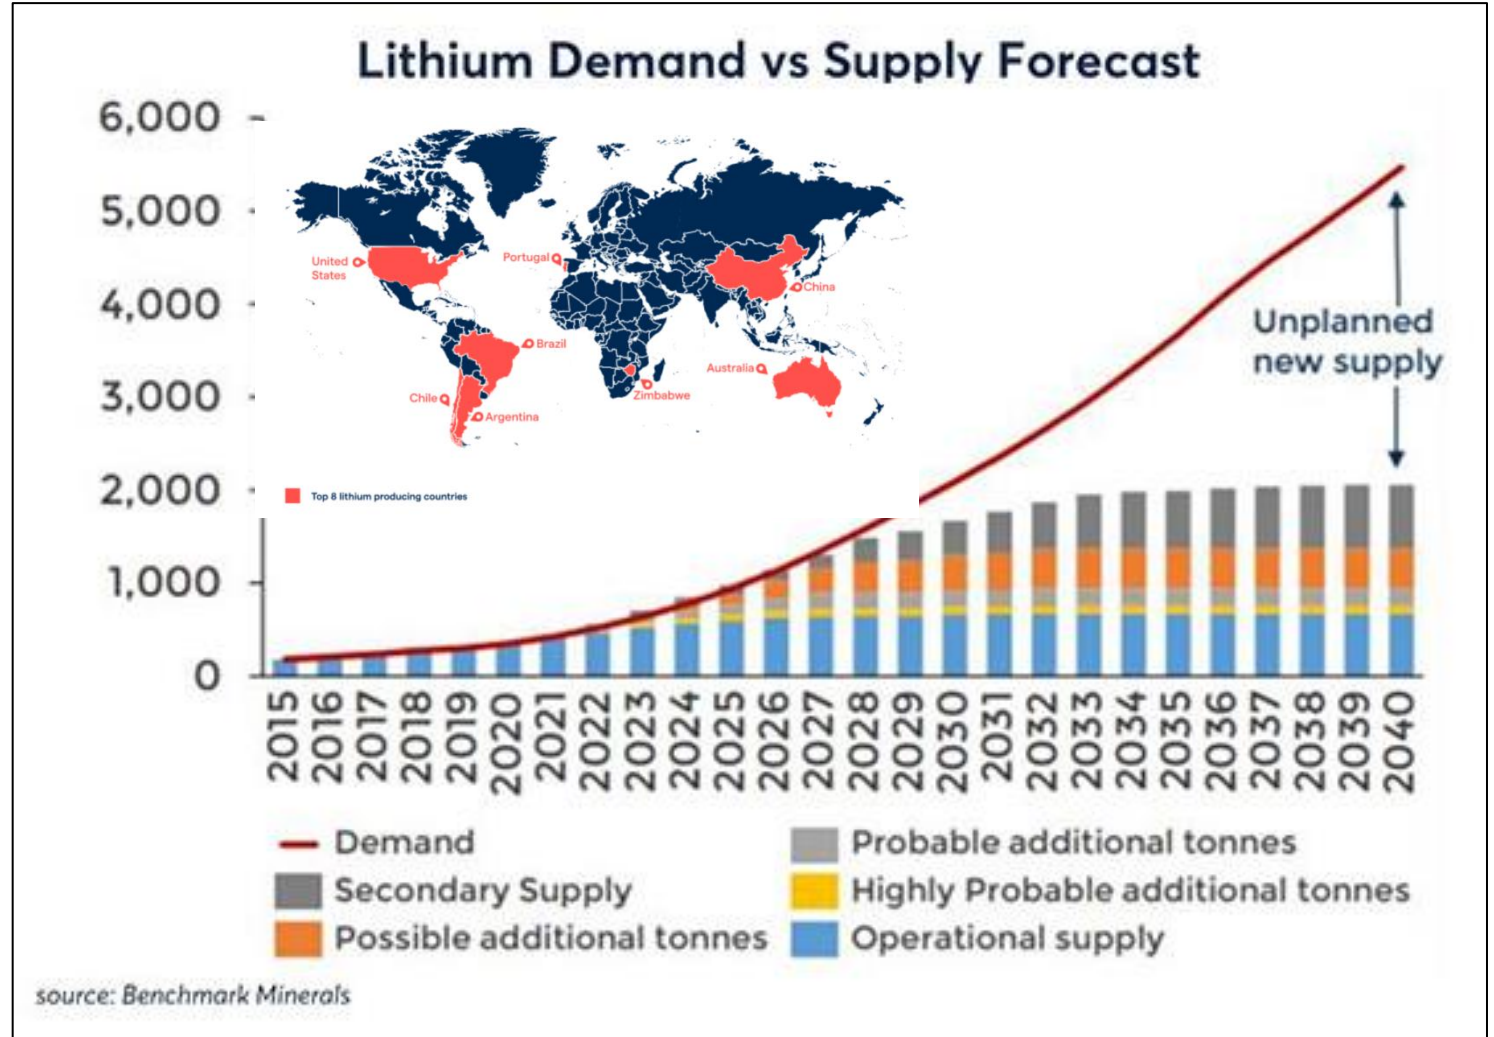 Lithium Demand vs Supply Forecast
6,000
5,000
4,000
3,000
2,000
1,000
0
United
States
Portugal
China
Brazil
Australia
Zimbabwe
Chile
Argentina
Top 8 lithium producing countries
Unplanned
new supply
2015
2016
2017
2018
2019
2020
2021
2022
2023
2024
2025
2026
2027
2028
2029
2030
2031
2032
2033
2034
2035
2036
2037
2038
2039
2040
Demand
Probable additional tonnes
Secondary Supply
Highly Probable additional tonnes
Possible additional tonnes
Operational supply
source: Benchmark Minerals